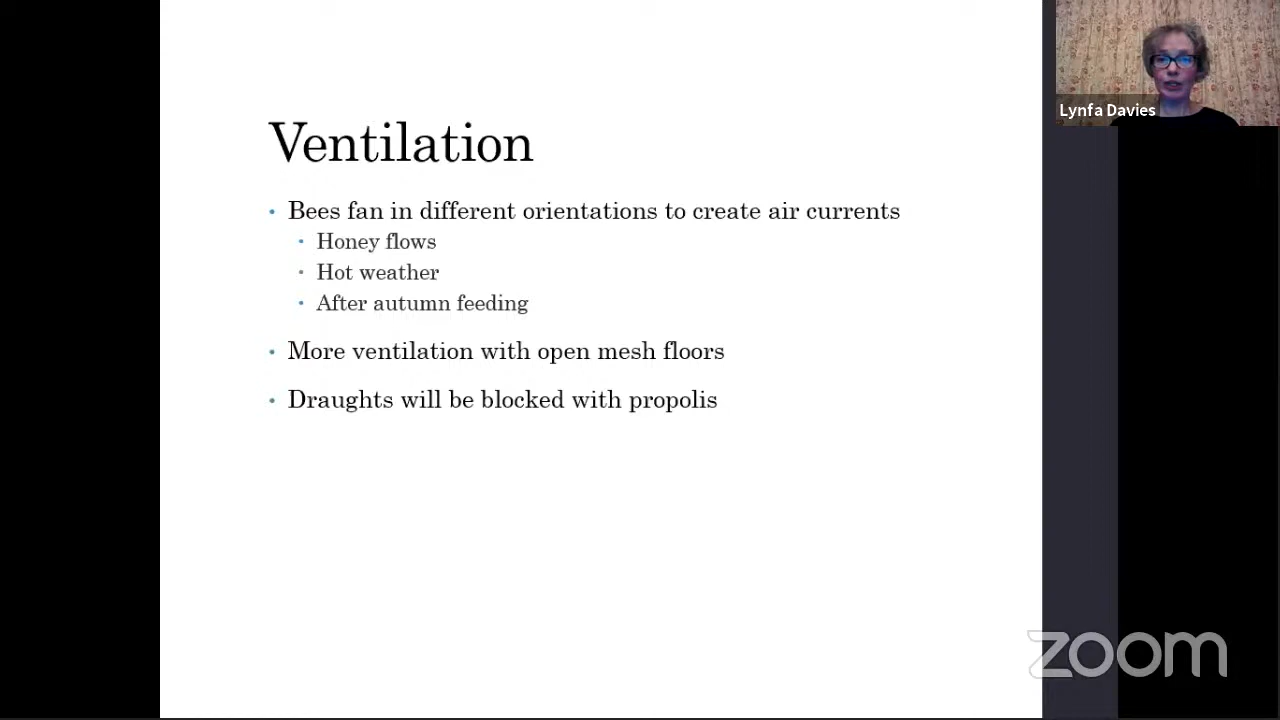 Ventilation
• Bees fan in different orientations to create air currents
• Honey flows
• Hot weather
• After autumn feeding
• More ventilation with open mesh floors
• Draughts will be blocked with propolis
Lynfa Davies
zoom